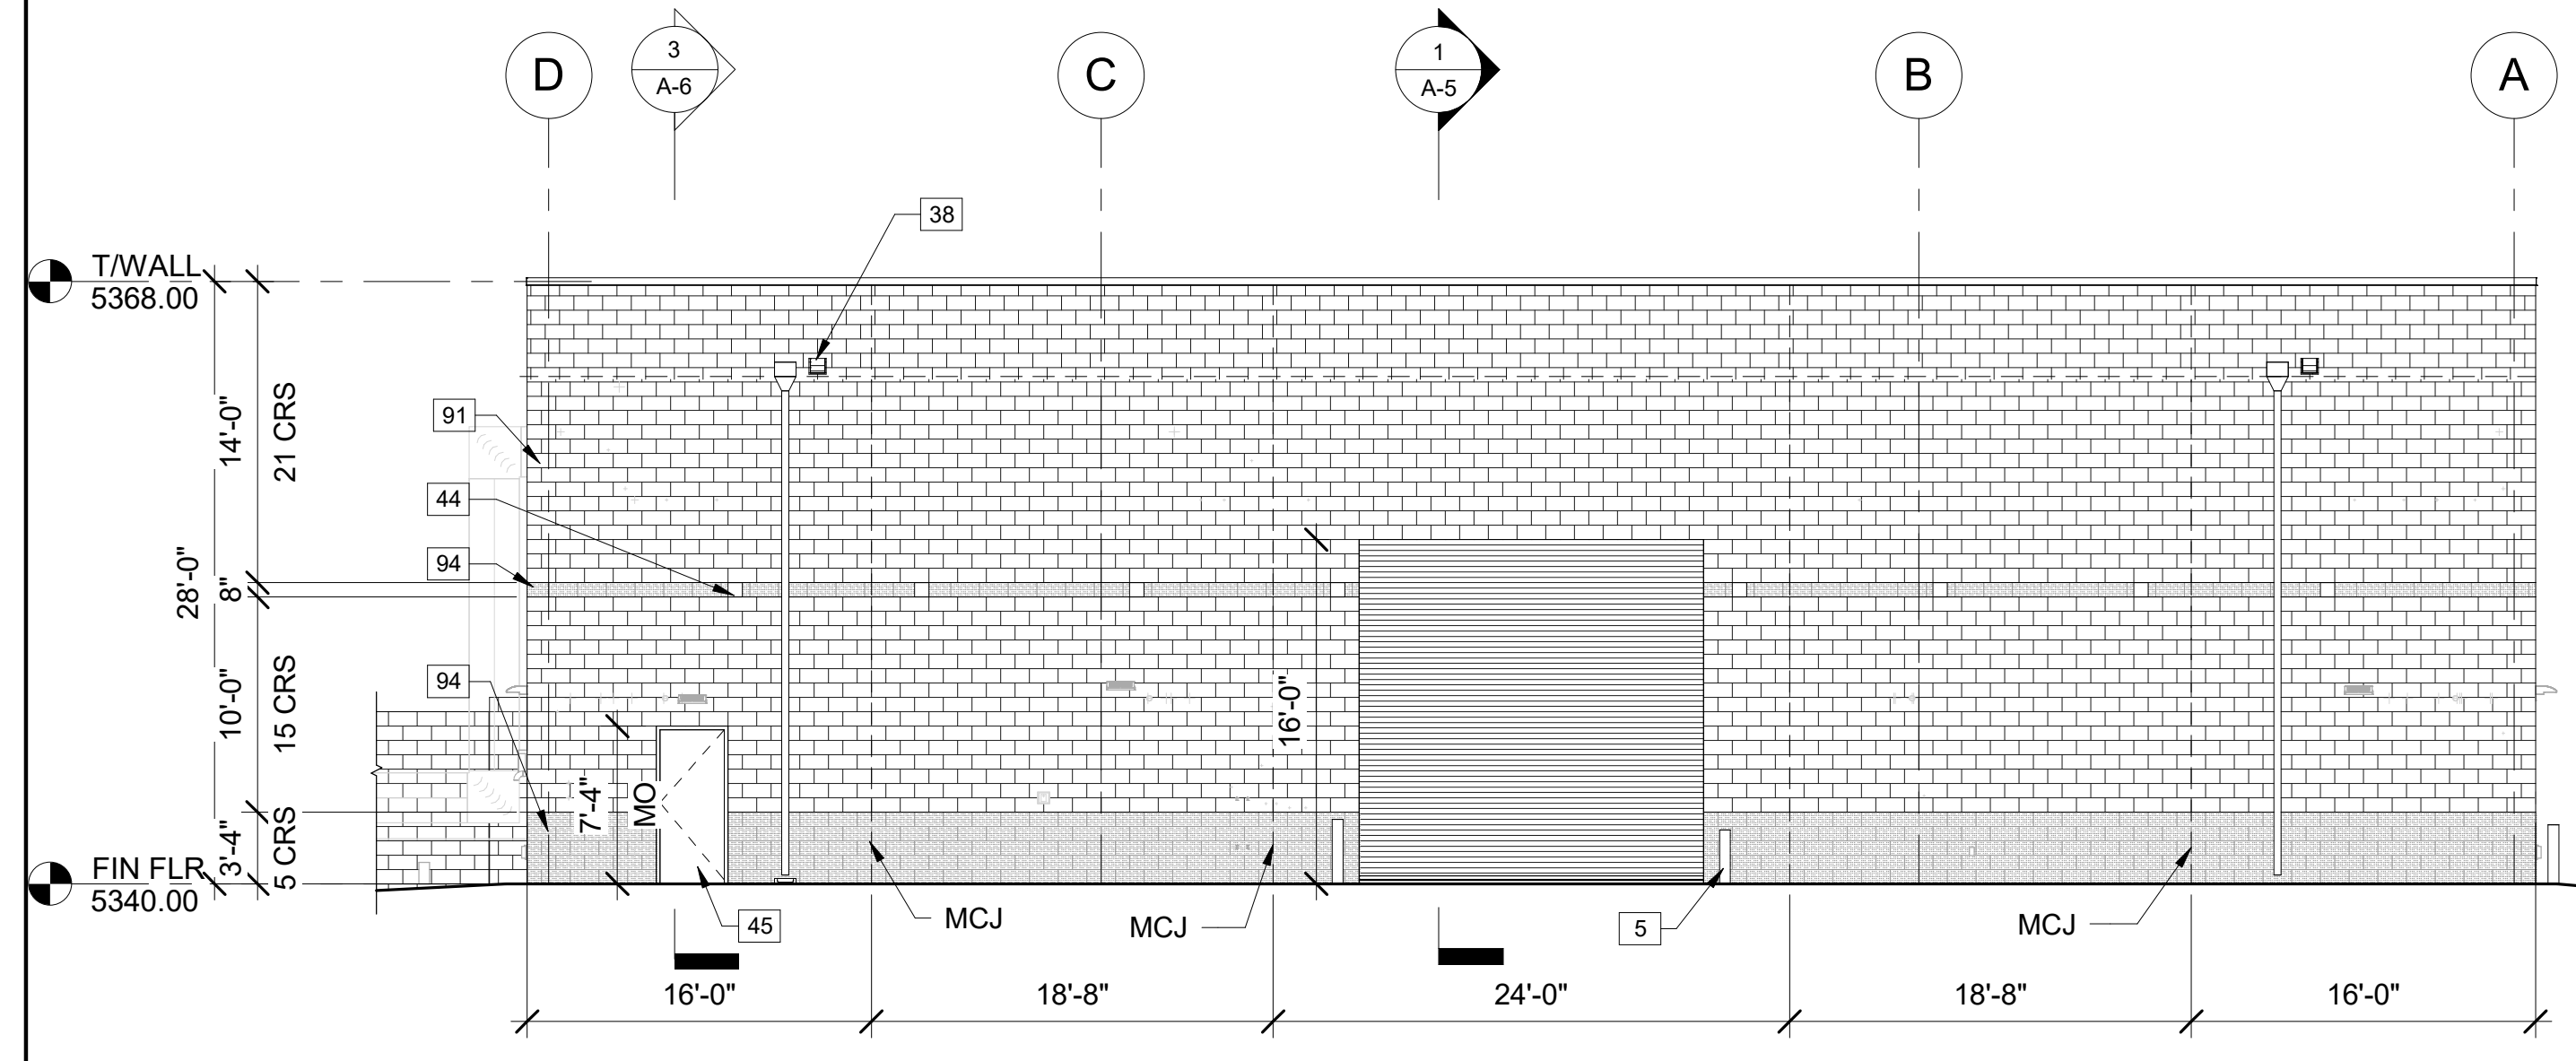 D
3
A-6
C
1
A-5
B
A
38
T/WALL
5368.00
91
14'-0"
21 CRS
44
94
28'-0"
8"
94
10'-0"
15 CRS
16'-0"
7'-4"
MO
3'-4"
5 CRS
FIN FLR
5340.00
45
MCJ
MCJ
5
MCJ
16'-0"
18'-8"
24'-0"
18'-8"
16'-0"